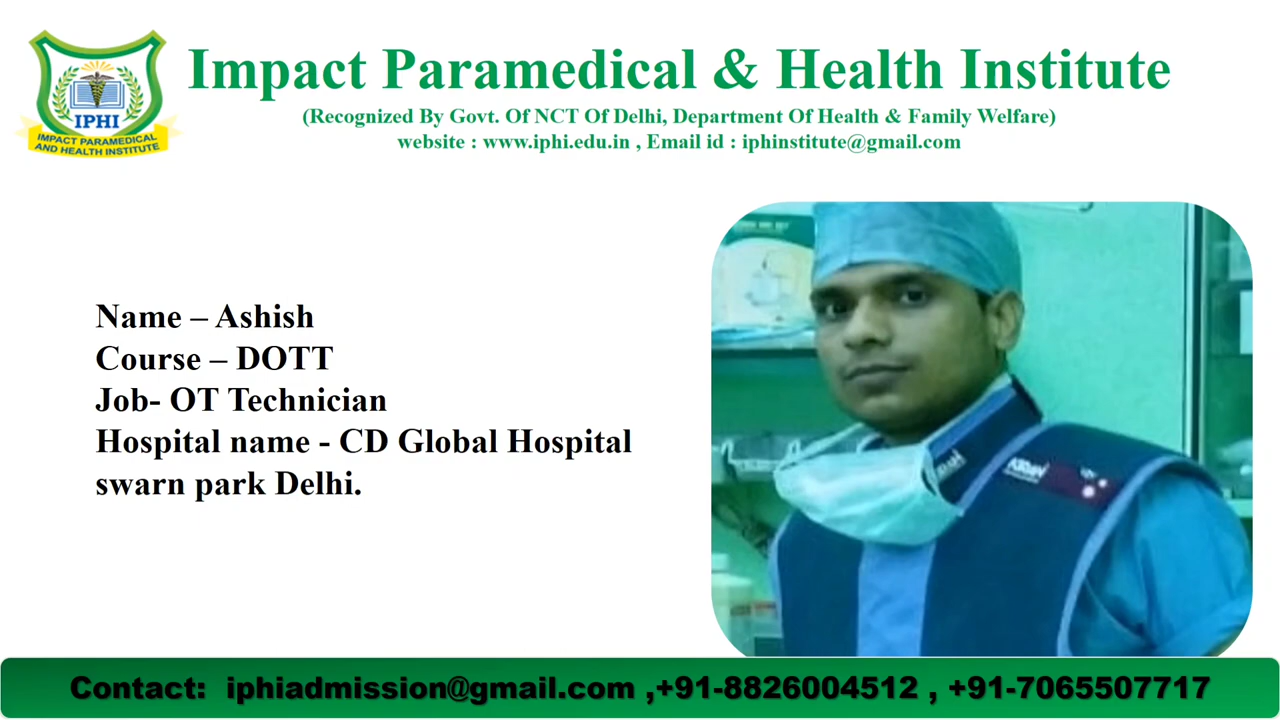 Impact Paramedical & Health Institute
(Recognized By Govt. Of NCT Of Delhi, Department Of Health & Family Welfare)
website : www.iphi.edu.in , Email id : iphinstitute@gmail.com
IPHI
IMPACT PARAMEDICAL
AND HEALTH INSTITUTE
Name – Ashish
Course – DOTT
Job- OT Technician
Hospital name - CD Global Hospital
swarn park Delhi.
Contact: iphiadmission@gmail.com ,+91-8826004512 , +91-7065507717